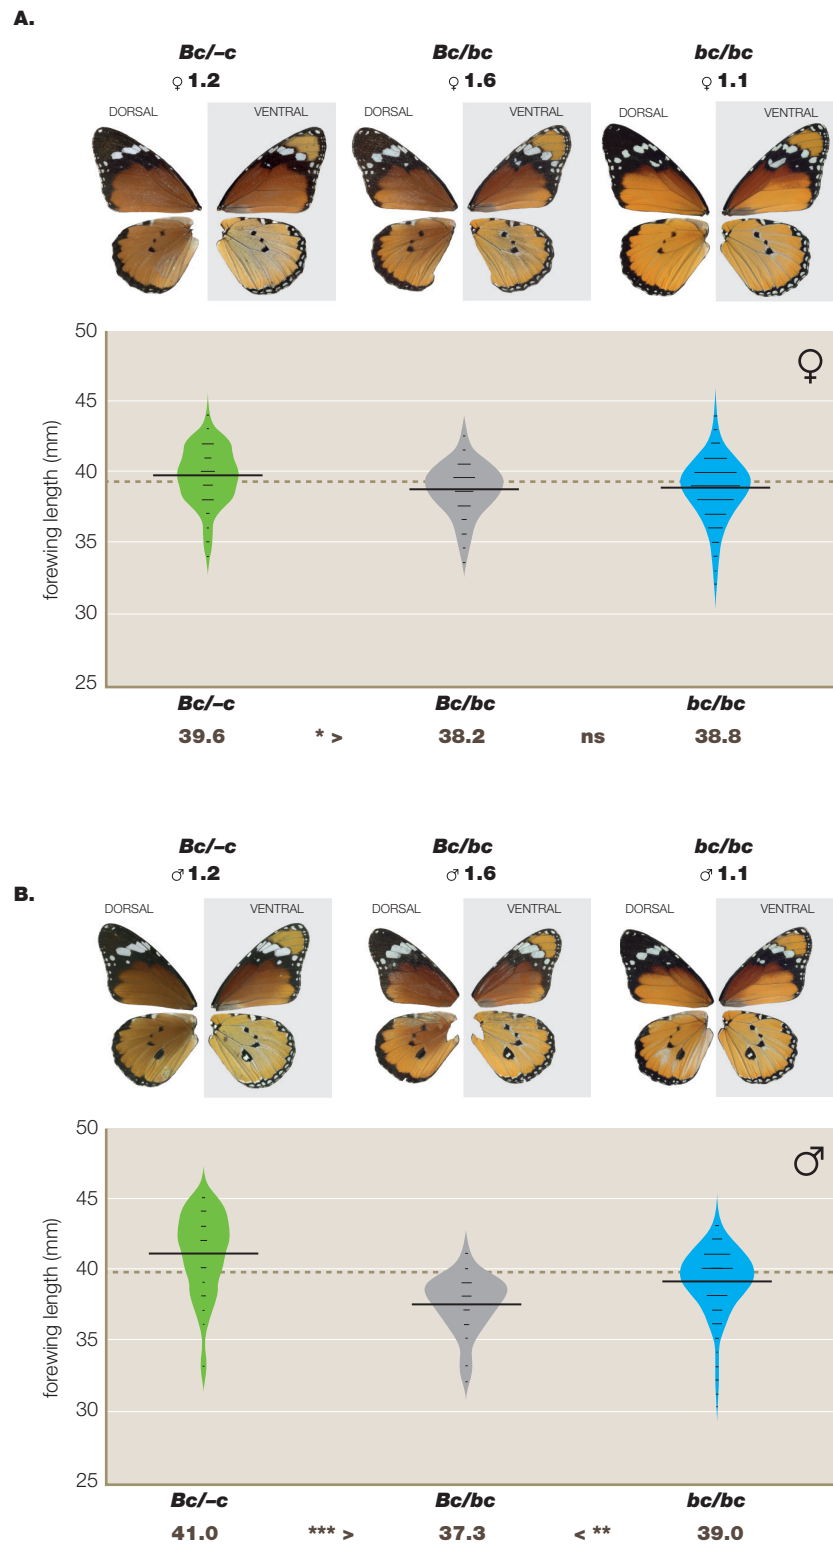 A.
Bc/–c Bc/bc bc/bc
♀ 1.2 ♀ 1.6 ♀ 1.1
DORSAL VENTRAL DORSAL VENTRAL DORSAL VENTRAL
50
♀
45
40
35
30
25
forewing length (mm)
Bc/–c Bc/bc bc/bc
39.6 * > 38.2 ns 38.8
Bc/–c Bc/bc bc/bc
♂ 1.2 ♂ 1.6 ♂ 1.1
B.
DORSAL VENTRAL DORSAL VENTRAL DORSAL VENTRAL
50
♂
45
40
35
30
25
forewing length (mm)
Bc/–c Bc/bc bc/bc
41.0 *** > 37.3 < ** 39.0